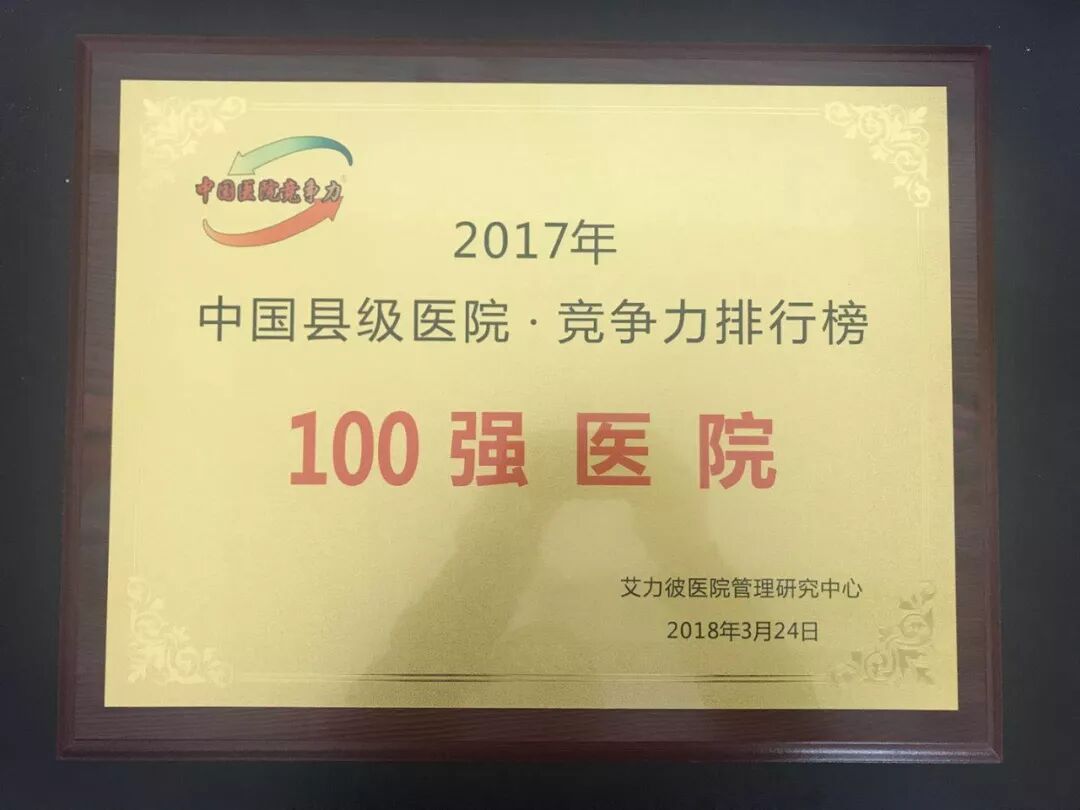 中国医院竞争力
2017年
中国县级医院·竞争力排行榜
100强医院
艾力彼医院管理研究中心
2018年3月24日